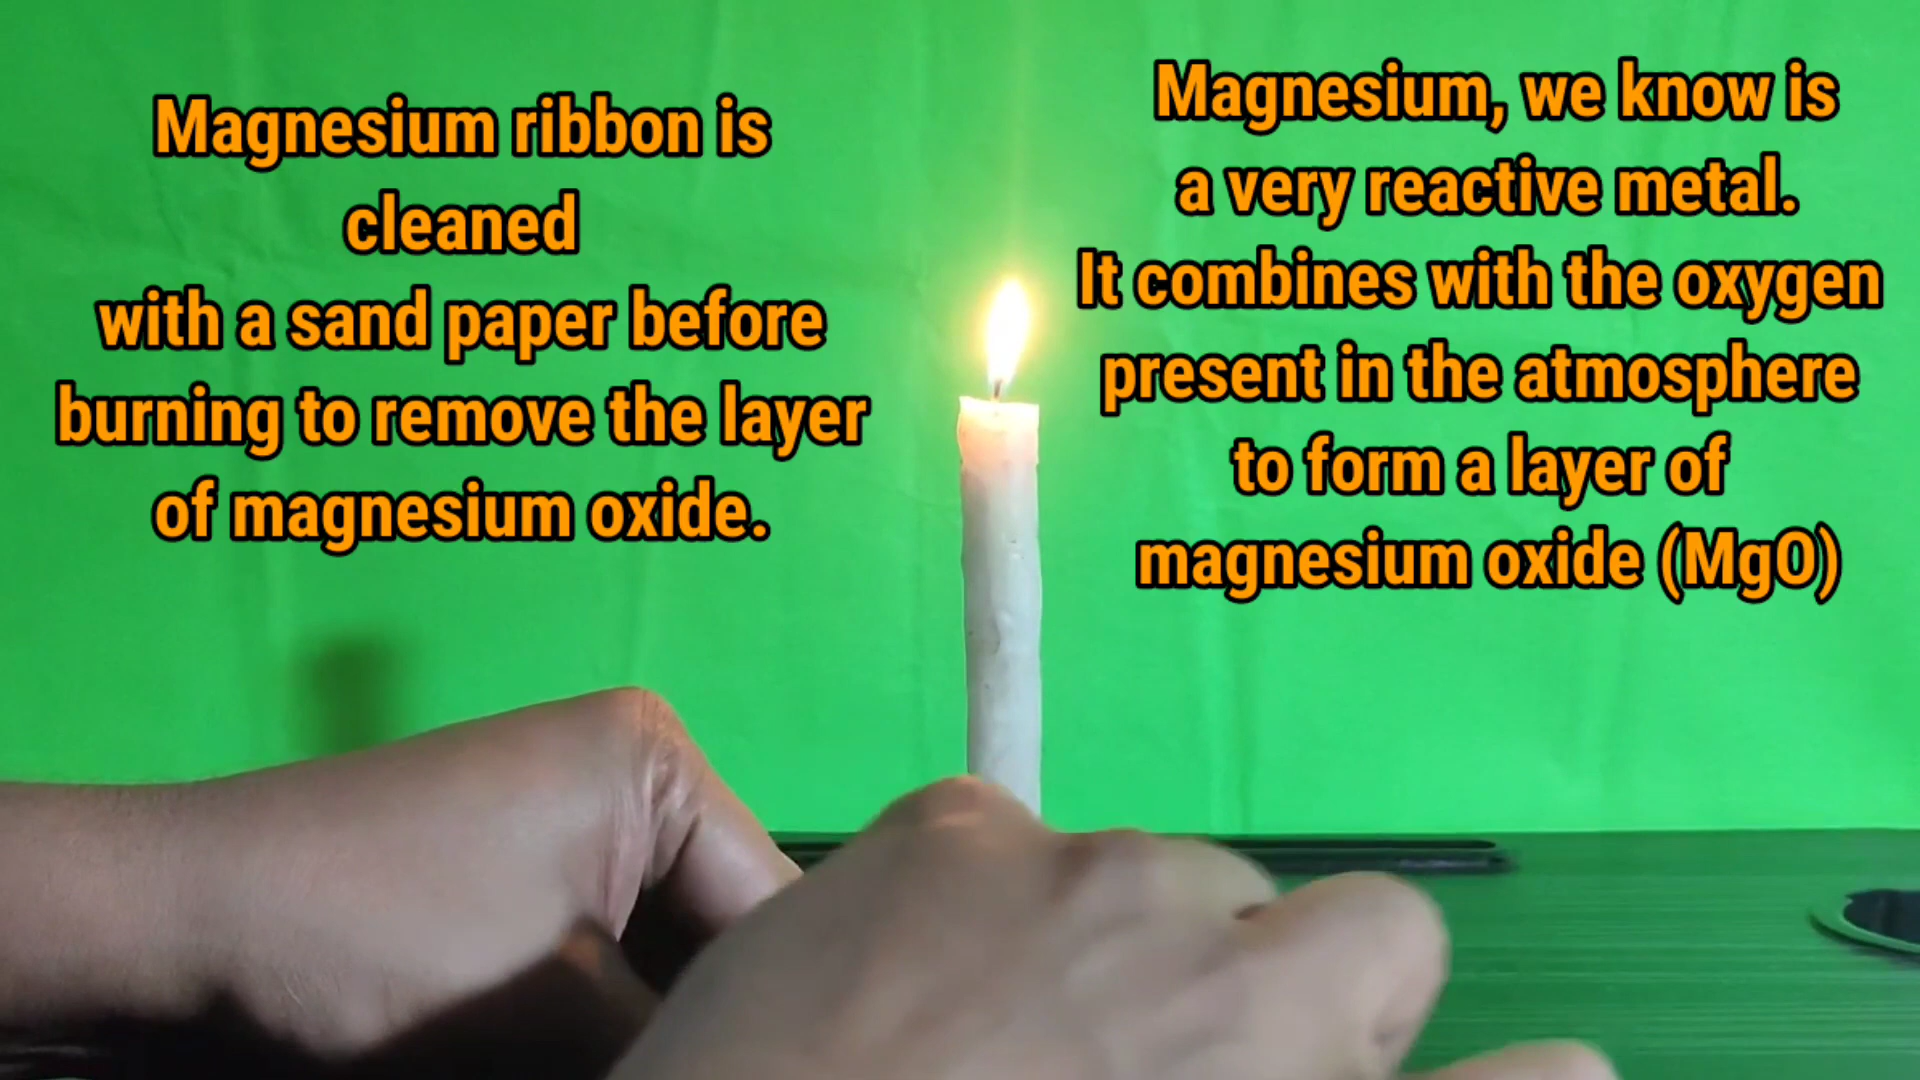 Magnesium ribbon is
cleaned
with a sand paper before
burning to remove the layer
of magnesium oxide.
Magnesium, we know is
a very reactive metal.
It combines with the oxygen
present in the atmosphere
to form a layer of
magnesium oxide (MgO)